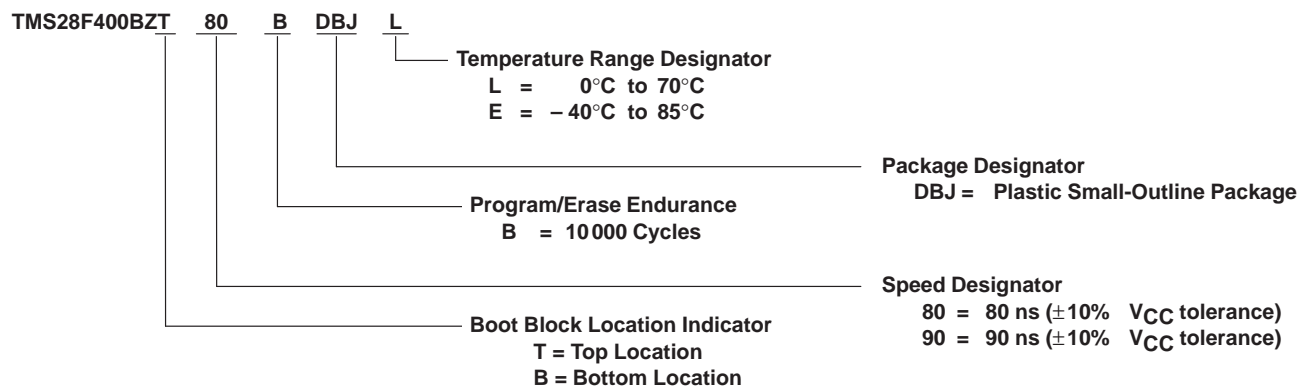 TMS28F400BZT 80 B DBJ L
Temperature Range Designator
L = 0°C to 70°C
E = – 40°C to 85°C
Package Designator
DBJ = Plastic Small-Outline Package
Program/Erase Endurance
B = 10000 Cycles
Speed Designator
80 = 80 ns (±10% VCC tolerance)
90 = 90 ns (±10% VCC tolerance)
Boot Block Location Indicator
T = Top Location
B = Bottom Location